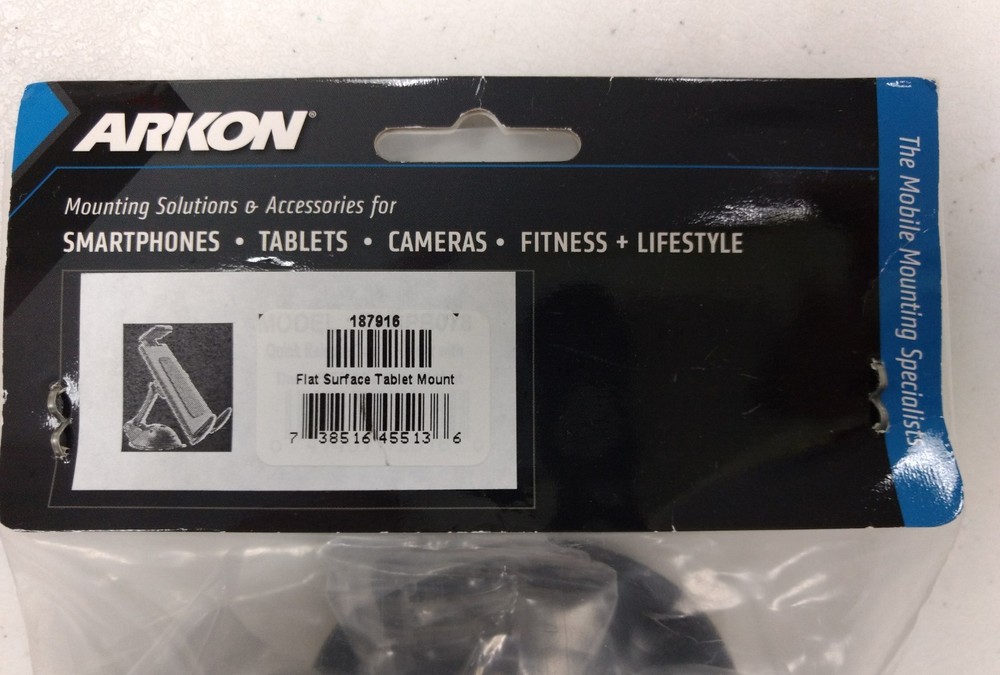 ARKON®
Mounting Solutions & Accessories for
SMARTPHONES • TABLETS • CAMERAS • FITNESS + LIFESTYLE
187916
Flat Surface Tablet Mount
7 38516 45513 6
The Mobile Mounting Specialists